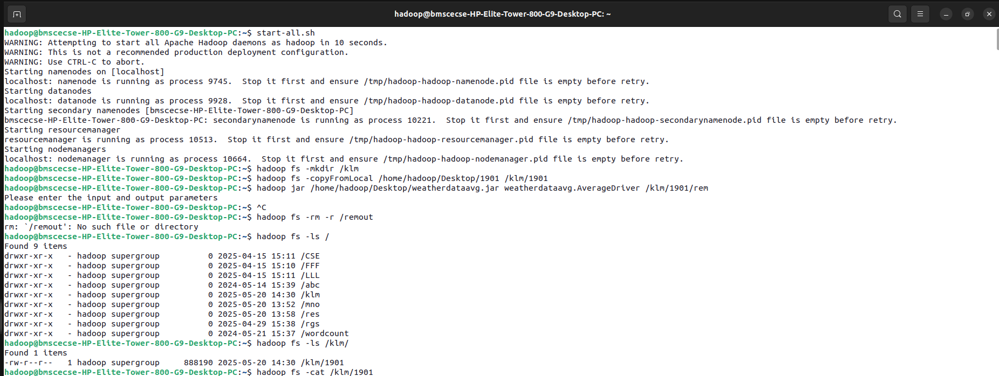 hadoop@bmscecse-HP-Elite-Tower-800-G9-Desktop-PC: ~
hadoop@bmscecse-HP-Elite-Tower-800-G9-Desktop-PC:~$ start-all.sh
WARNING: Attempting to start all Apache Hadoop daemons as hadoop in 10 seconds.
WARNING: This is not a recommended production deployment configuration.
WARNING: Use CTRL-C to abort.
Starting namenodes on [localhost]
localhost: namenode is running as process 9745.  Stop it first and ensure /tmp/hadoop-hadoop-namenode.pid file is empty before retry.
Starting datanodes
localhost: datanode is running as process 9928.  Stop it first and ensure /tmp/hadoop-hadoop-datanode.pid file is empty before retry.
Starting secondary namenodes [bmscecse-HP-Elite-Tower-800-G9-Desktop-PC]
bmscecse-HP-Elite-Tower-800-G9-Desktop-PC: secondarynamenode is running as process 10221.  Stop it first and ensure /tmp/hadoop-hadoop-secondarynamenode.pid file is empty before retry.
Starting resourcemanager
resourcemanager is running as process 10513.  Stop it first and ensure /tmp/hadoop-hadoop-resourcemanager.pid file is empty before retry.
Starting nodemanagers
localhost: nodemanager is running as process 10664.  Stop it first and ensure /tmp/hadoop-hadoop-nodemanager.pid file is empty before retry.
hadoop@bmscecse-HP-Elite-Tower-800-G9-Desktop-PC:~$ hadoop fs -mkdir /klm
hadoop@bmscecse-HP-Elite-Tower-800-G9-Desktop-PC:~$ hadoop fs -copyFromLocal /home/hadoop/Desktop/1901 /klm/1901
hadoop@bmscecse-HP-Elite-Tower-800-G9-Desktop-PC:~$ hadoop jar /home/hadoop/Desktop/weatherdataavg.jar weatherdataavg.AverageDriver /klm/1901/rem
Please enter the input and output parameters
hadoop@bmscecse-HP-Elite-Tower-800-G9-Desktop-PC:~$ ^C
hadoop@bmscecse-HP-Elite-Tower-800-G9-Desktop-PC:~$ hadoop fs -rm -r /remout
rm: `/remout': No such file or directory
hadoop@bmscecse-HP-Elite-Tower-800-G9-Desktop-PC:~$ hadoop fs -ls /
Found 9 items
drwxr-xr-x   - hadoop supergroup          0 2025-04-15 15:11 /CSE
drwxr-xr-x   - hadoop supergroup          0 2025-04-15 15:10 /FFF
drwxr-xr-x   - hadoop supergroup          0 2025-04-15 15:11 /LLL
drwxr-xr-x   - hadoop supergroup          0 2024-05-14 15:39 /abc
drwxr-xr-x   - hadoop supergroup          0 2025-05-20 14:30 /klm
drwxr-xr-x   - hadoop supergroup          0 2025-05-20 13:52 /mno
drwxr-xr-x   - hadoop supergroup          0 2025-05-20 13:58 /res
drwxr-xr-x   - hadoop supergroup          0 2025-04-29 15:38 /rgs
drwxr-xr-x   - hadoop supergroup          0 2024-05-21 15:37 /wordcount
hadoop@bmscecse-HP-Elite-Tower-800-G9-Desktop-PC:~$ hadoop fs -ls /klm/
Found 1 items
-rw-r--r--   1 hadoop supergroup     888190 2025-05-20 14:30 /klm/1901
hadoop@bmscecse-HP-Elite-Tower-800-G9-Desktop-PC:~$ hadoop fs -cat /klm/1901